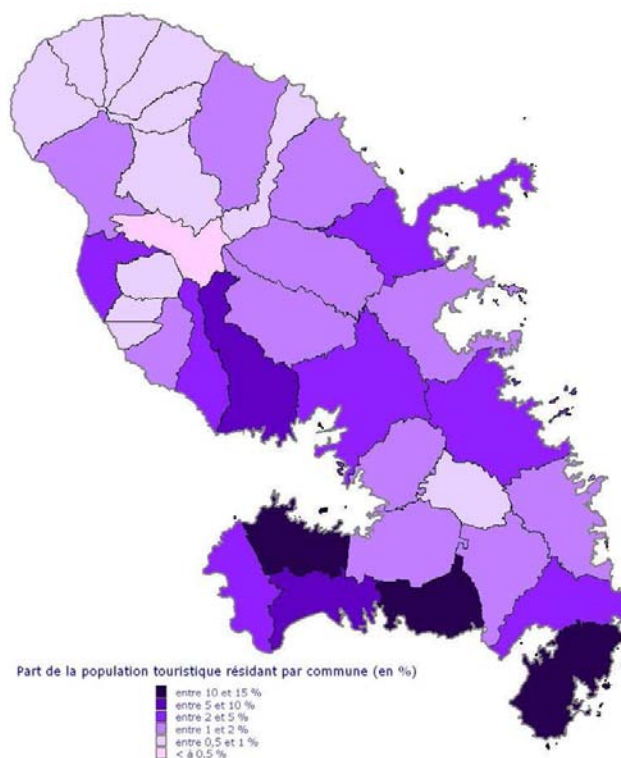 Part de la population touristique résidant par commune (en %)
entre 10 et 15 %
entre 5 et 10 %
entre 2 et 5 %
entre 1 et 2 %
entre 0,5 et 1 %
< à 0,5 %